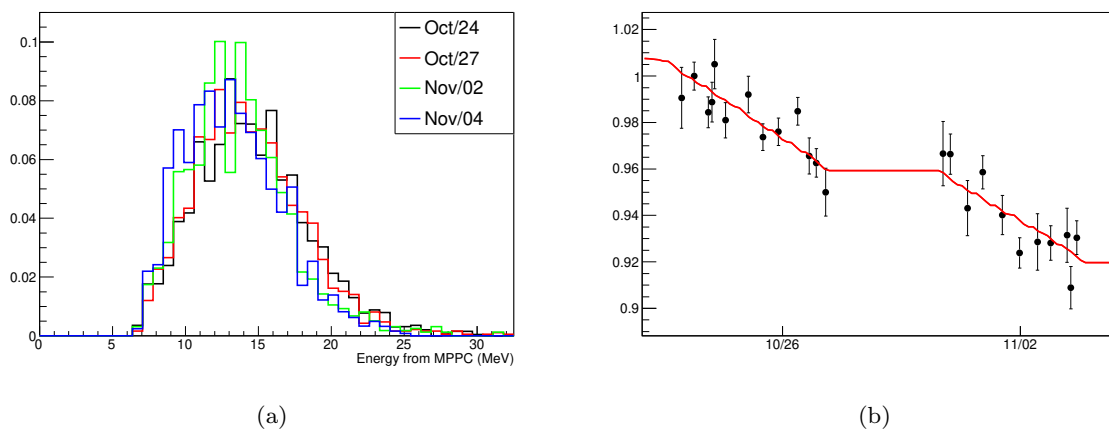 0.1
0.08
0.06
0.04
0.02
0
0 5 10 15 20 25 30
Energy from MPPC (MeV)
Oct/24
Oct/27
Nov/02
Nov/04
(a)
1.02
1
0.98
0.96
0.94
0.92
0.9
10/26 11/02
(b)